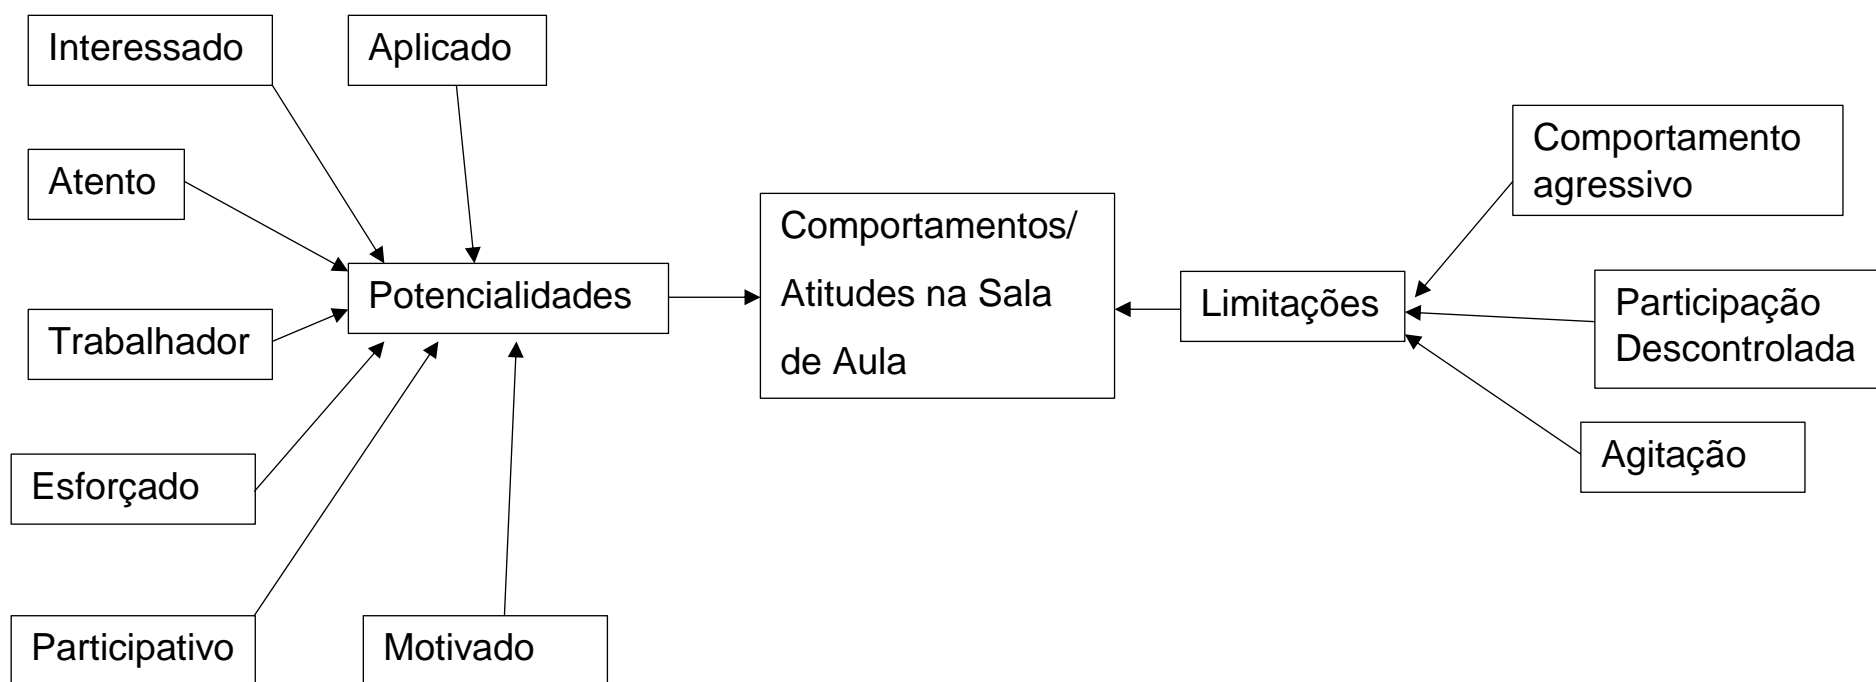 Interessado
Aplicado
Atento
Trabalhador
Esforçado
Participativo
Motivado
Potencialidades
Comportamentos/
Atitudes na Sala
de Aula
Limitações
Comportamento
agressivo
Participação
Descontrolada
Agitação